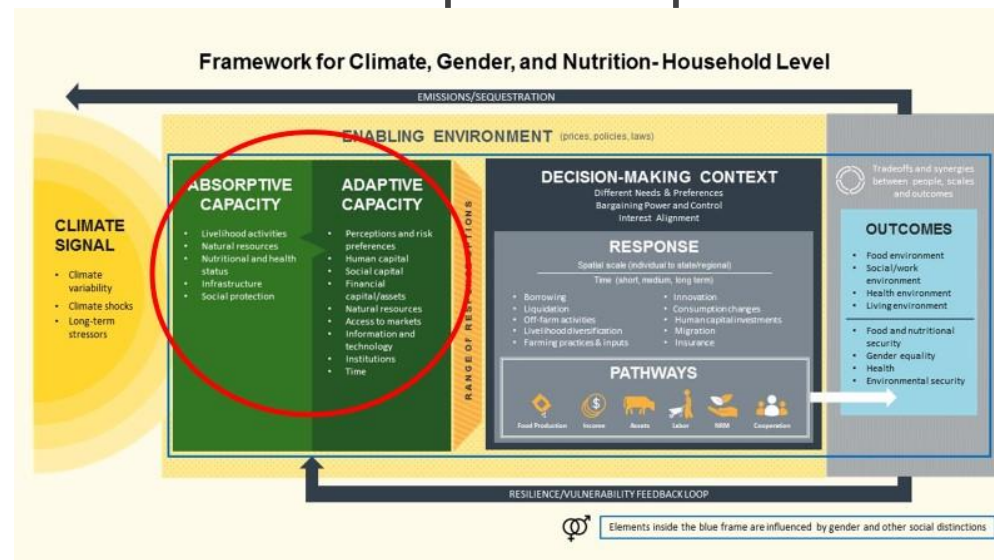 Framework for Climate, Gender, and Nutrition- Household Level
EMISSIONS/SEQUESTRATION
ENABLING ENVIRONMENT (prices, policies, laws)
CLIMATE
SIGNAL
• Climate
variability
• Climate shocks
• Long-term
stressors
ABSORPTIVE
CAPACITY
• Livelihood activities
• Natural resources
• Nutritional and health
status
• Infrastructure
• Social protection
ADAPTIVE
CAPACITY
• Perceptions and risk
preferences
• Human capital
• Social capital
• Financial
capital/assets
• Natural resources
• Access to markets
• Information and
technology
• Institutions
• Time
RANGE OF RESPONSE OPTIONS
DECISION-MAKING CONTEXT
Different Needs & Preferences
Bargaining Power and Control
Interest Alignment
RESPONSE
Spatial scale (individual to state/regional)
Time (short, medium, long term)
• Borrowing
• Liquidation
• Off-farm activities
• Livelihood diversification
• Farming practices & inputs
• Innovation
• Consumption changes
• Human capital investments
• Migration
• Insurance
PATHWAYS
Food Production
Income
Assets
Labor
NRM
Cooperation
Tradeoffs and synergies
between people, scales
and outcomes
OUTCOMES
• Food environment
• Social/work
environment
• Health environment
• Living environment
• Food and nutritional
security
• Gender equality
• Health
• Environmental security
RESILIENCE/VULNERABILITY FEEDBACK LOOP
Elements inside the blue frame are influenced by gender and other social distinctions